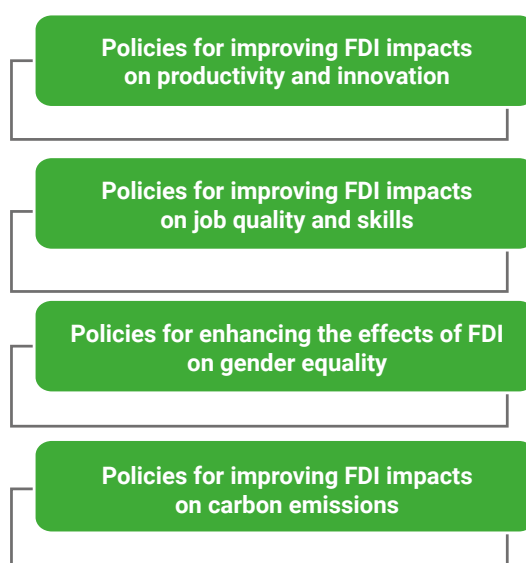 Policies for improving FDI impacts
on productivity and innovation
Policies for improving FDI impacts
on job quality and skills
Policies for enhancing the effects of FDI
on gender equality
Policies for improving FDI impacts
on carbon emissions